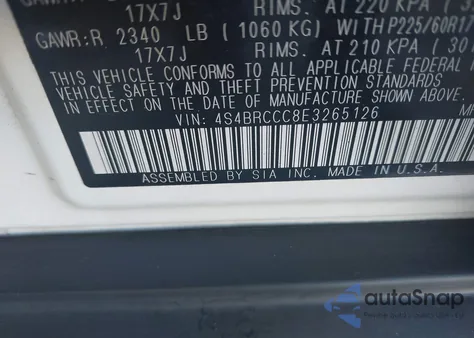 17X7J RIMS. AT 220 KPA
GAWR:R. 2340 LB (1060 KG) WITH P225/60R17
17X7J RIMS. AT 210 KPA (30
THIS VEHICLE CONFORMS TO ALL APPLICABLE FEDERAL
VEHICLE SAFETY AND THEFT PREVENTION STANDARDS
IN EFFECT ON THE DATE OF MANUFACTURE SHOWN ABOVE.
VIN: 4S4BRCCC8E3265126
ASSEMBLED BY SIA INC. MADE IN U.S.A.
autoSnap